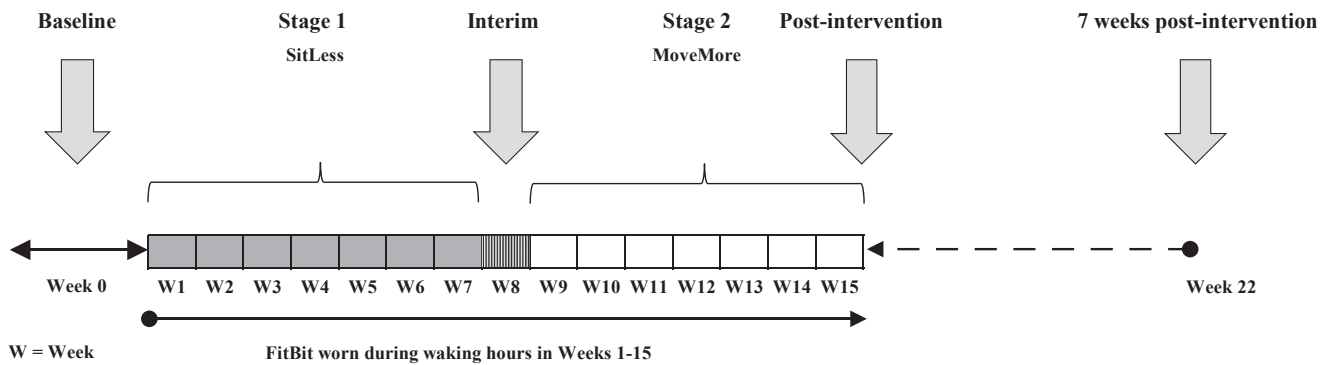 Baseline Stage 1 Interim Stage 2 Post-intervention 7 weeks post-intervention
SitLess MoveMore
Week 0 W1 W2 W3 W4 W5 W6 W7 W8 W9 W10 W11 W12 W13 W14 W15 Week 22
W = Week FitBit worn during waking hours in Weeks 1-15